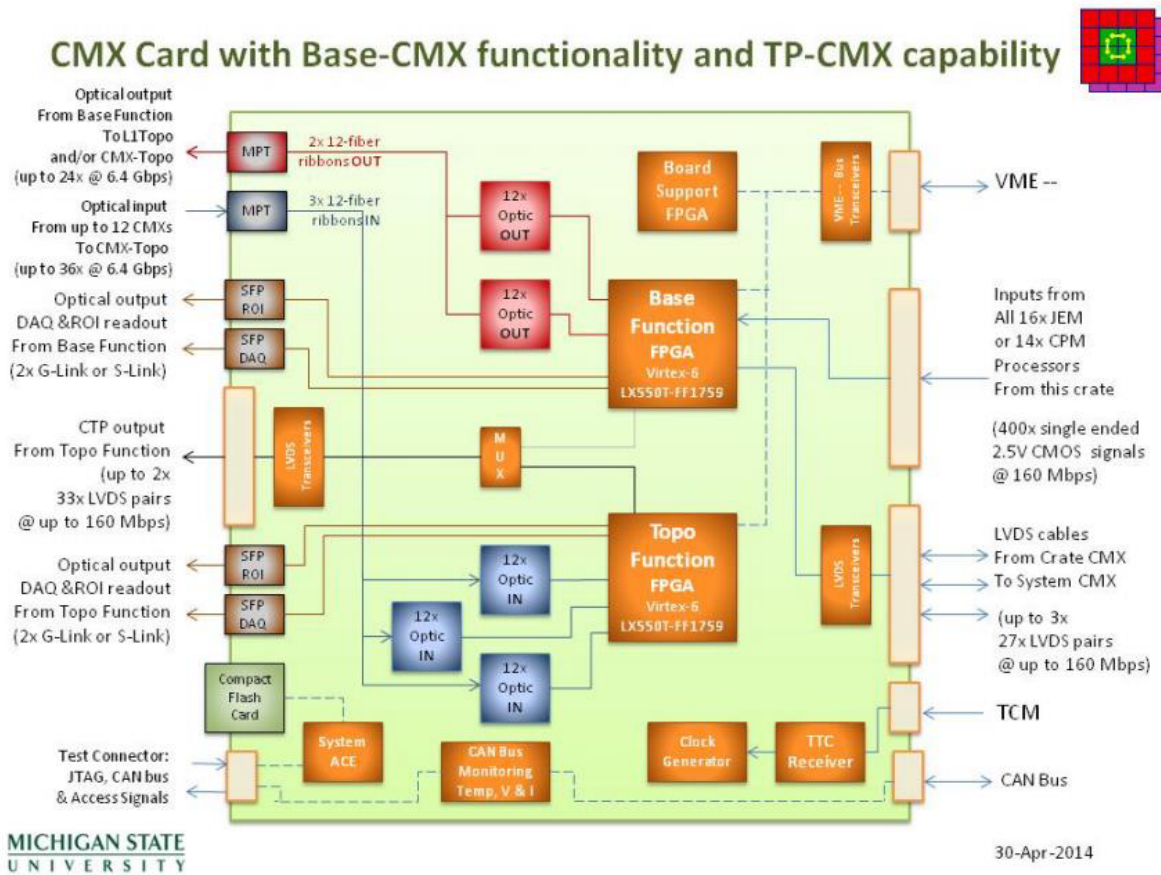 CMX Card with Base-CMX functionality and TP-CMX capability
Optical output
From Base Function
To L1Topo
and/or CMX-Topo
(up to 24x @ 6.4 Gbps)
Optical input
From up to 12 CMXs
To CMX-Topo
(up to 36x @ 6.4 Gbps)
Optical output
DAQ &ROI readout
From Base Function
(2x G-Link or S-Link)
CTP output
From Topo Function
(up to 2x
33x LVDS pairs
@ up to 160 Mbps)
Optical output
DAQ &ROI readout
From Topo Function
(2x G-Link or S-Link)
Test Connector:
JTAG, CAN bus
& Access Signals
MPT
2x 12-fiber
ribbons OUT
MPT
3x 12-fiber
ribbons IN
SFP
ROI
SFP
DAQ
LVDS
Transceivers
SFP
ROI
SFP
DAQ
Compact
Flash
Card
System
ACE
12x
Optic
OUT
12x
Optic
OUT
MUX
12x
Optic
IN
12x
Optic
IN
12x
Optic
IN
CAN Bus
Monitoring
Temp, V & I
Board
Support
FPGA
Base
Function
FPGA
Virtex-6
LX550T-FF1759
Topo
Function
FPGA
Virtex-6
LX550T-FF1759
Clock
Generator
TTC
Receiver
VME-- Bus
Transceivers
LVDS
Transceivers
VME --
Inputs from
All 16x JEM
or 14x CPM
Processors
From this crate
(400x single ended
2.5V CMOS signals
@ 160 Mbps)
LVDS cables
From Crate CMX
To System CMX
(up to 3x
27x LVDS pairs
@ up to 160 Mbps)
TCM
CAN Bus
MICHIGAN STATE
UNIVERSITY
30-Apr-2014